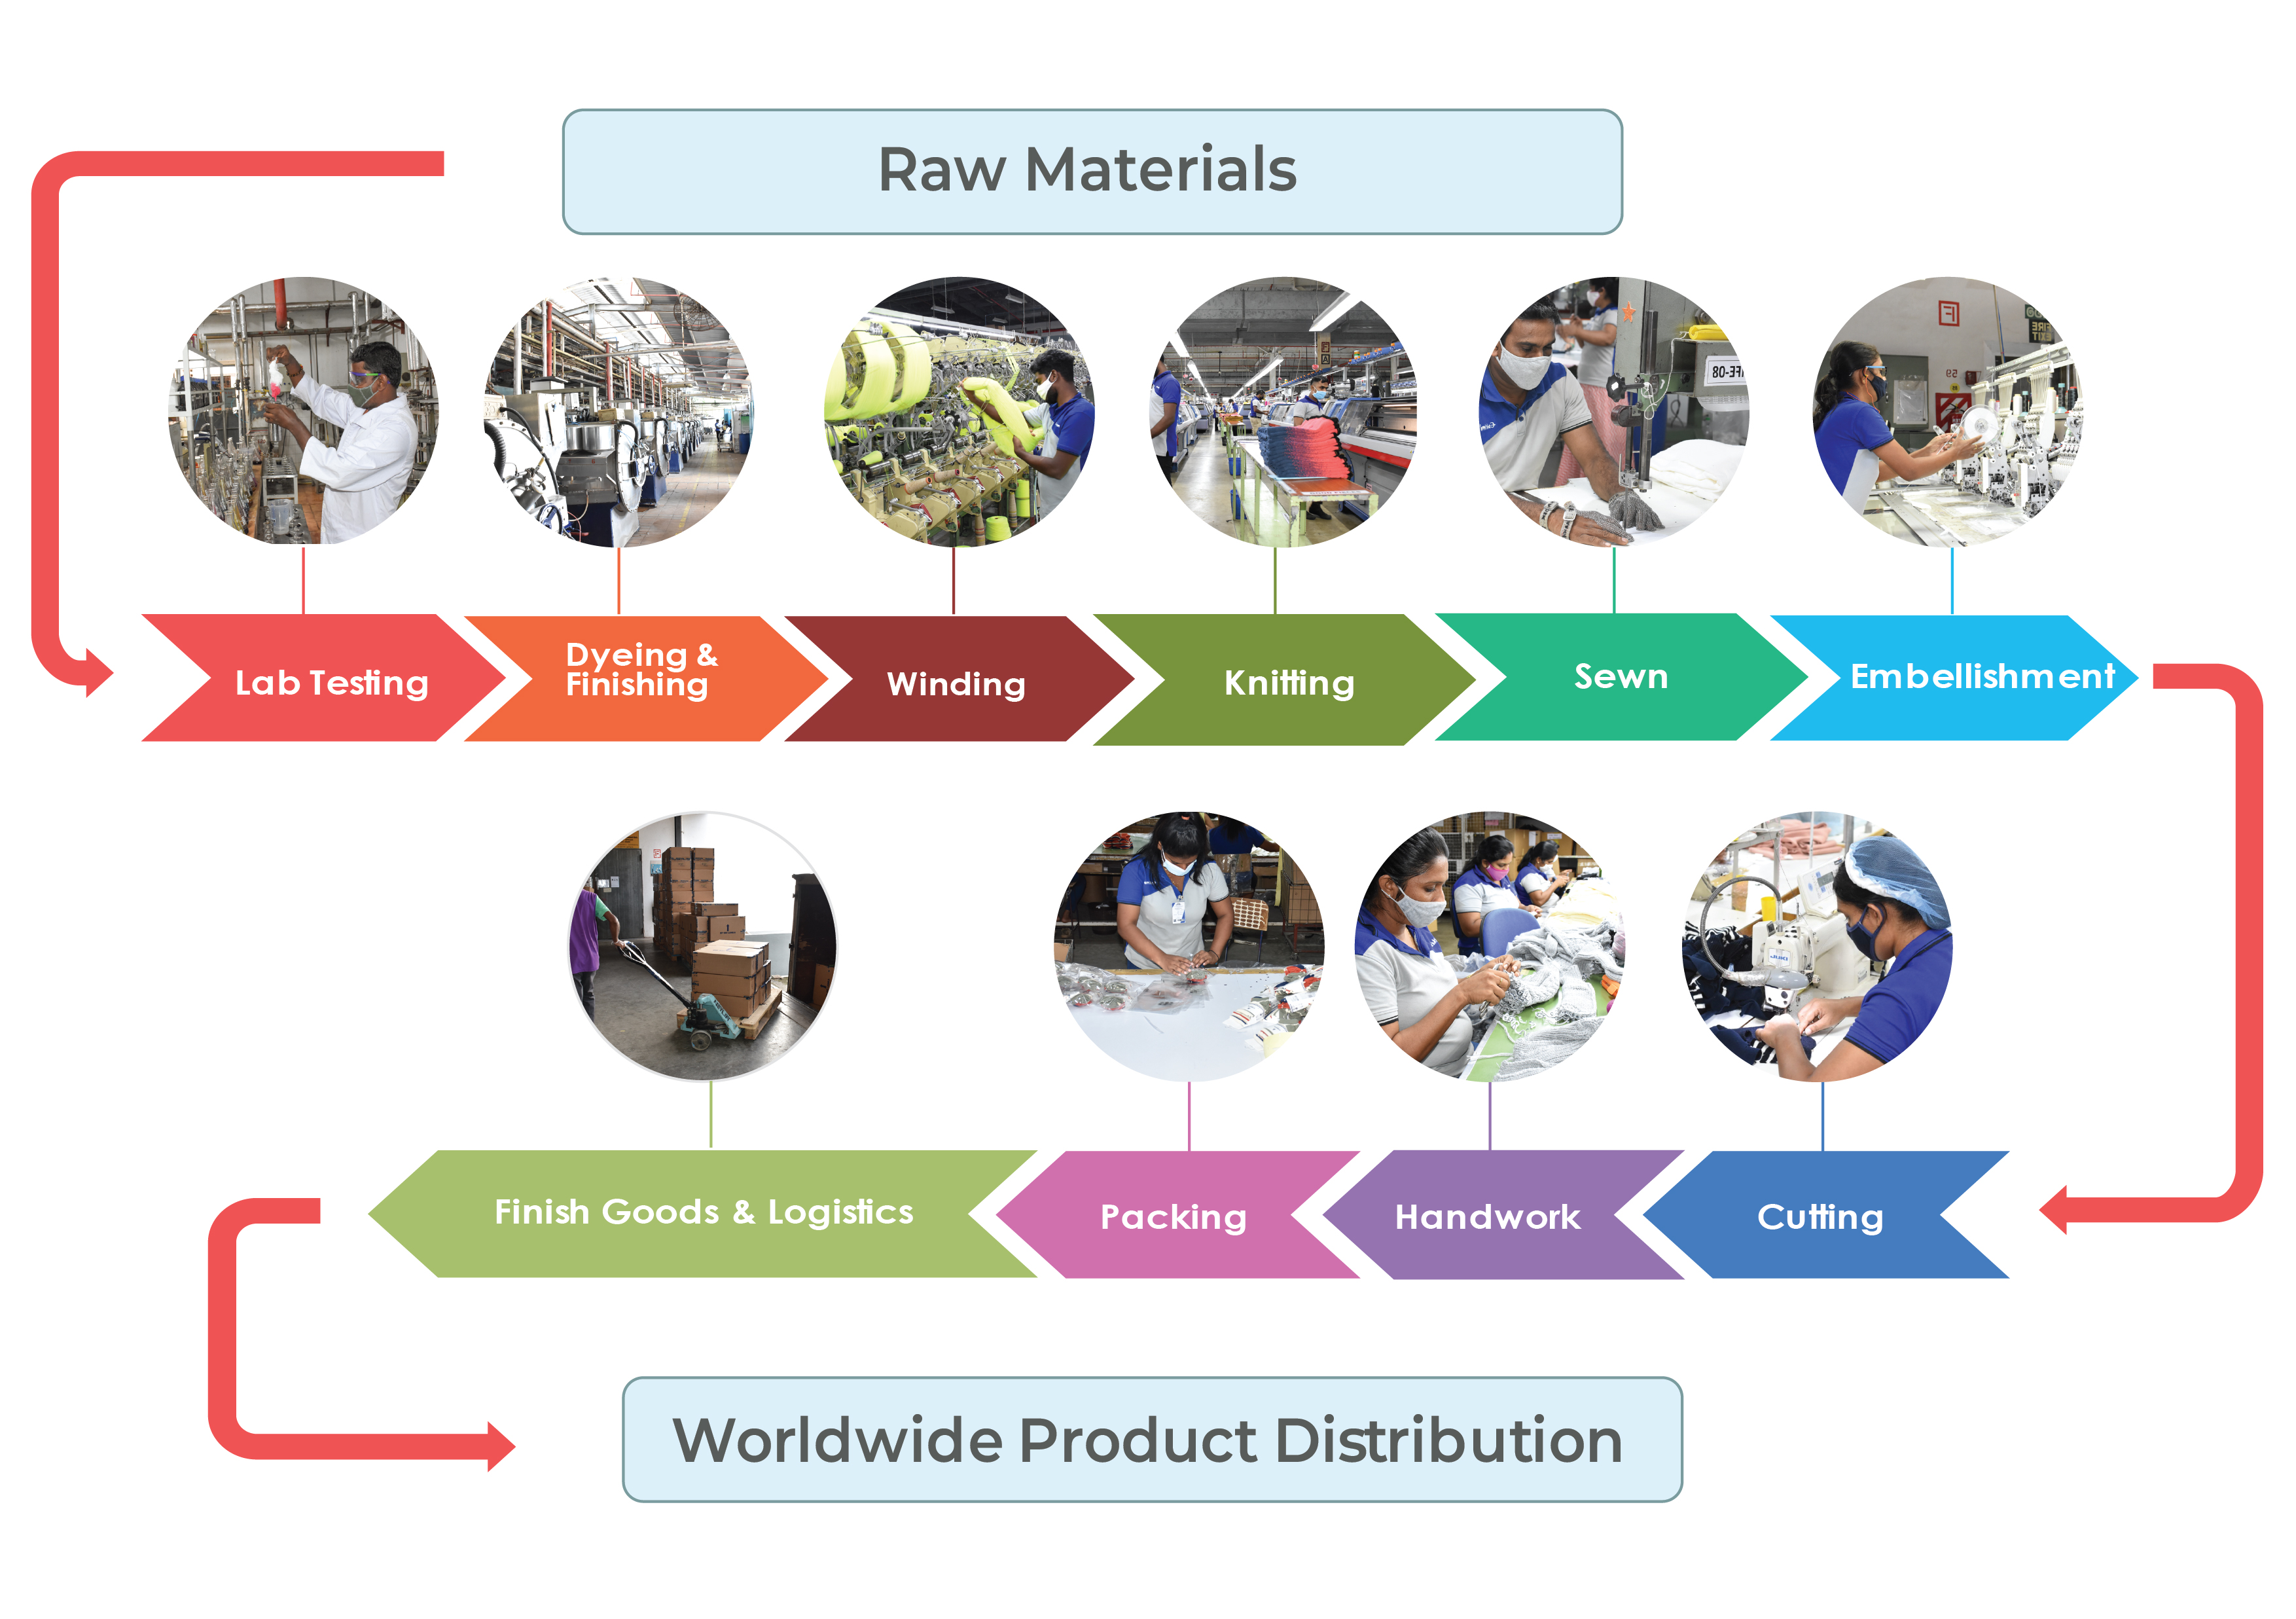 Raw Materials
Lab Testing
Dyeing &
Finishing
Winding
Knitting
Sewn
Embellishment
Finish Goods & Logistics
Packing
Handwork
Cutting
Worldwide Product Distribution